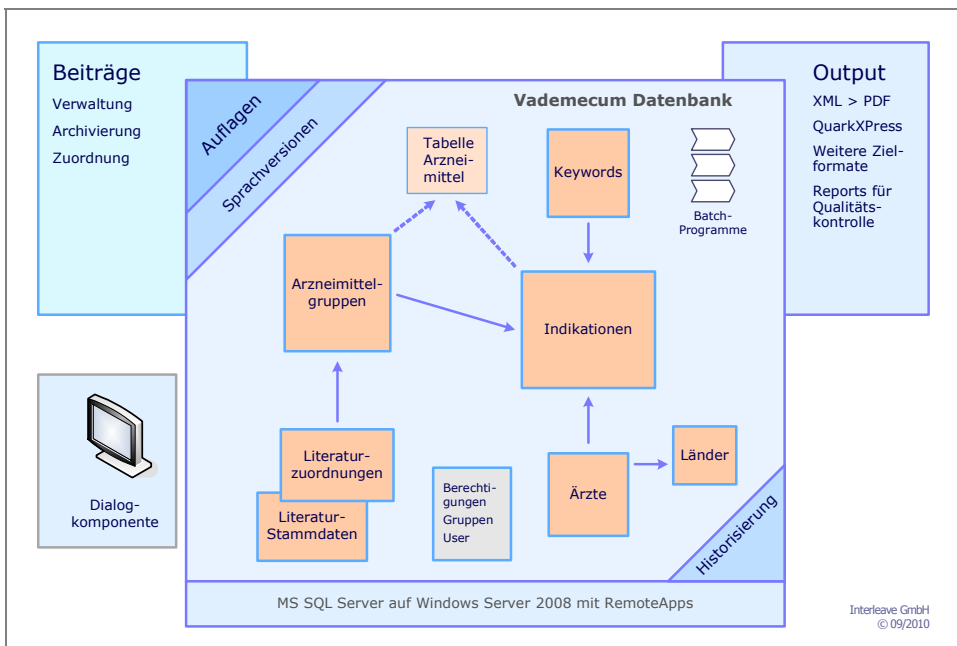 Beiträge
Verwaltung
Archivierung
Zuordnung
Auflagen
Sprachversionen
Vademecum Datenbank
Tabelle
Arznei-
mittel
Keywords
Batch-
Programme
Output
XML > PDF
QuarkXPress
Weitere Ziel-
formate
Reports für
Qualitäts-
kontrolle
Arzneimittel-
gruppen
Indikationen
Dialog-
komponente
Literatur-
zuordnungen
Literatur-
Stammdaten
Berechti-
gungen
Gruppen
User
Ärzte
Länder
Historisierung
MS SQL Server auf Windows Server 2008 mit RemoteApps
Interleave GmbH
© 09/2010